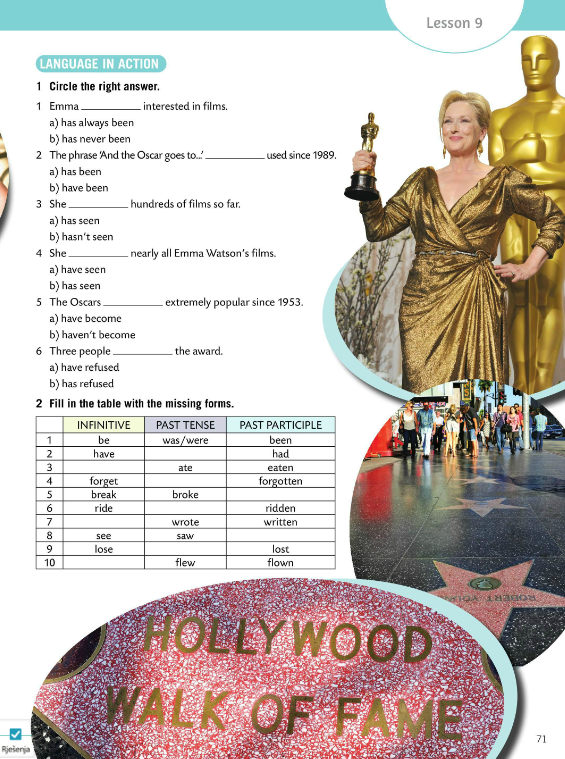 Lesson 9
LANGUAGE IN ACTION
1 Circle the right answer.
1 Emma __________ interested in films.
a) has always been
b) has never been
2 The phrase ‘And the Oscar goes to...’ __________ used since 1989.
a) has been
b) have been
3 She __________ hundreds of films so far.
a) has seen
b) hasn’t seen
4 She __________ nearly all Emma Watson’s films.
a) have seen
b) has seen
5 The Oscars __________ extremely popular since 1953.
a) have become
b) haven’t become
6 Three people __________ the award.
a) have refused
b) has refused
2 Fill in the table with the missing forms.
INFINITIVE PAST TENSE PAST PARTICIPLE
1 be was/were been
2 have had
3 ate eaten
4 forget forgotten
5 break broke
6 ride ridden
7 wrote written
8 see saw
9 lose lost
10 flew flown
ROBERT
HOLLYWOOD
WALK OF FAME
Rješenja
71